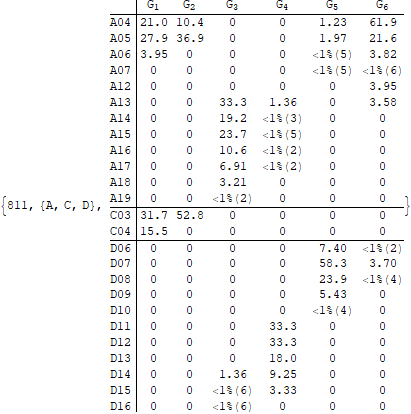 G₁ G₂ G₃ G₄ G₅ G₆
A04 21.0 10.4 0 0 1.23 61.9
A05 27.9 36.9 0 0 1.97 21.6
A06 3.95 0 0 0 <1%(5) 3.82
A07 0 0 0 0 <1%(5) <1%(6)
A12 0 0 0 0 0 3.95
A13 0 0 33.3 1.36 0 3.58
A14 0 0 19.2 <1%(3) 0 0
A15 0 0 23.7 <1%(5) 0 0
A16 0 0 10.6 <1%(2) 0 0
A17 0 0 6.91 <1%(2) 0 0
A18 0 0 3.21 0 0 0
A19 0 0 <1%(2) 0 0 0
{811, {A, C, D}, }
C03 31.7 52.8 0 0 0 0
C04 15.5 0 0 0 0 0
D06 0 0 0 0 7.40 <1%(2)
D07 0 0 0 0 58.3 3.70
D08 0 0 0 0 23.9 <1%(4)
D09 0 0 0 0 5.43 0
D10 0 0 0 0 <1%(4) 0
D11 0 0 0 33.3 0 0
D12 0 0 0 33.3 0 0
D13 0 0 0 18.0 0 0
D14 0 0 1.36 9.25 0 0
D15 0 0 <1%(6) 3.33 0 0
D16 0 0 <1%(6) 0 0 0